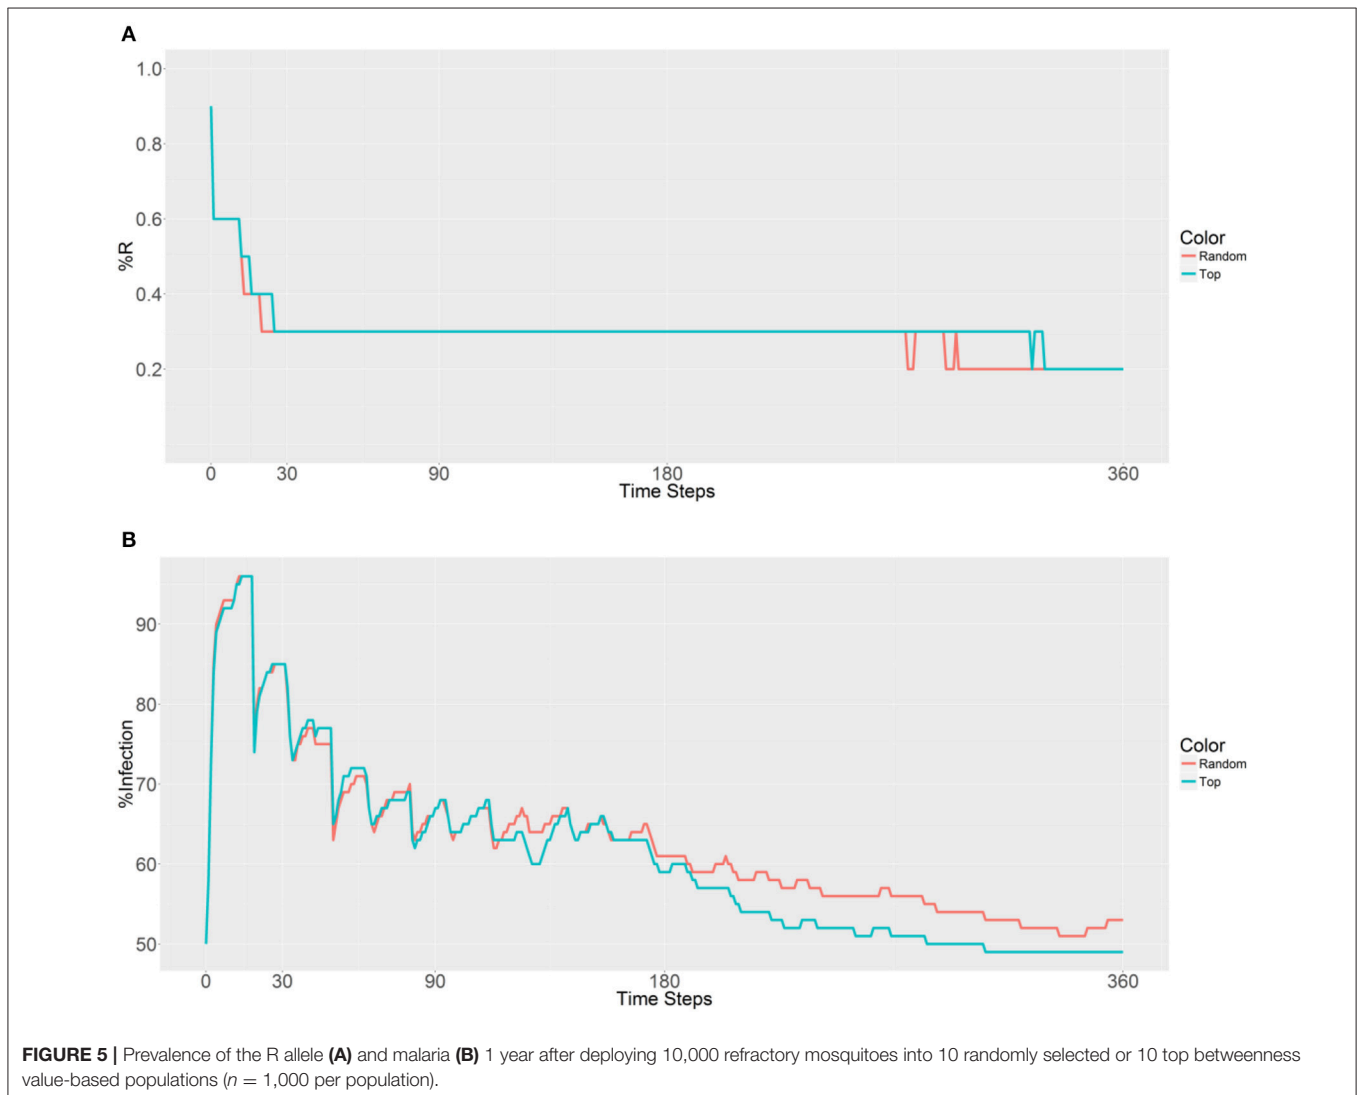 A
1.0
0.8
0.6
0.4
0.2
%R
0 30 90 180 360
Time Steps
Color
Random
Top
B
90
80
70
60
50
%Infection
0 30 90 180 360
Time Steps
Color
Random
Top
FIGURE 5 | Prevalence of the R allele (A) and malaria (B) 1 year after deploying 10,000 refractory mosquitoes into 10 randomly selected or 10 top betweenness
value-based populations (n = 1,000 per population).